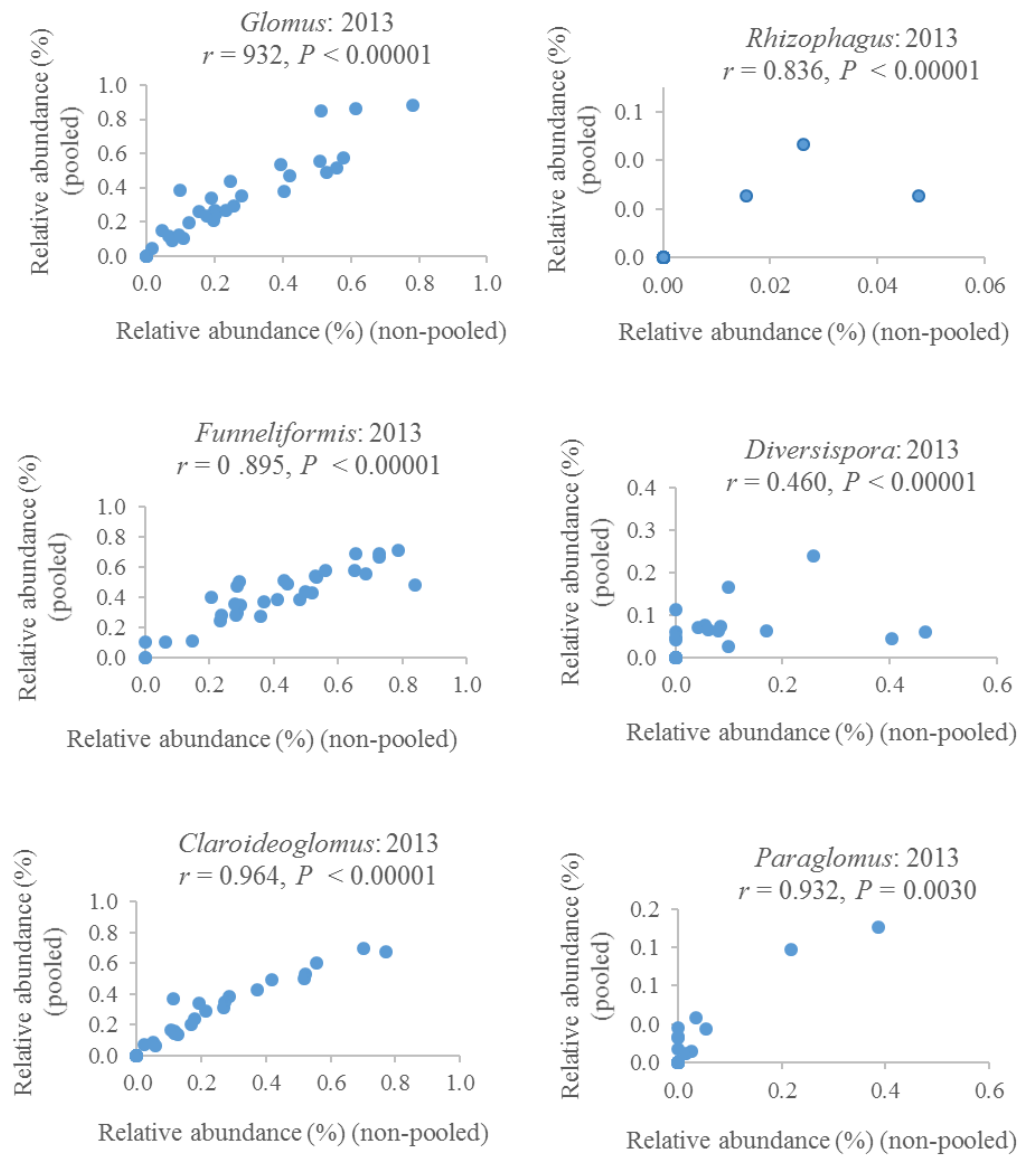 Glomus: 2013
r = 932, P < 0.00001
Relative abundance (%)
(pooled)
1.0
0.8
0.6
0.4
0.2
0.0
0.0 0.2 0.4 0.6 0.8 1.0
Relative abundance (%) (non-pooled)
Rhizophagus: 2013
r = 0.836, P < 0.00001
Relative abundance (%)
(pooled)
0.1
0.0
0.0
0.0
0.00 0.02 0.04 0.06
Relative abundance (%) (non-pooled)
Funneliformis: 2013
r = 0 .895, P < 0.00001
Relative abundance (%)
(pooled)
1.0
0.8
0.6
0.4
0.2
0.0
0.0 0.2 0.4 0.6 0.8 1.0
Relative abundance (%) (non-pooled)
Diversispora: 2013
r = 0.460, P < 0.00001
Relative abundance (%)
(pooled)
0.4
0.3
0.2
0.1
0.0
0.0 0.2 0.4 0.6
Relative abundance (%) (non-pooled)
Claroideoglomus: 2013
r = 0.964, P < 0.00001
Relative abundance (%)
(pooled)
1.0
0.8
0.6
0.4
0.2
0.0
0.0 0.2 0.4 0.6 0.8 1.0
Relative abundance (%) (non-pooled)
Paraglomus: 2013
r = 0.932, P = 0.0030
Relative abundance (%)
(pooled)
0.2
0.1
0.1
0.0
0.0
0.0 0.2 0.4 0.6
Relative abundance (%) (non-pooled)